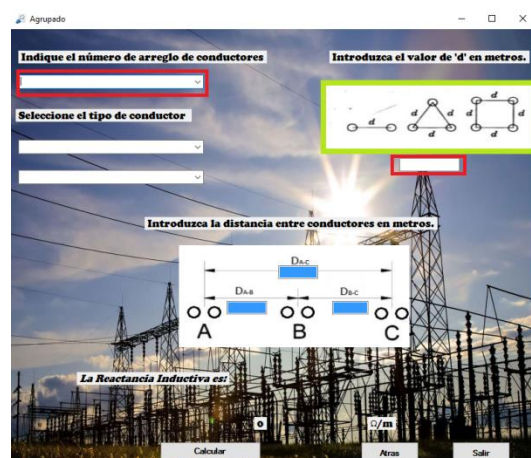 Agrupado
Indique el número de arreglo de conductores
Introduzca el valor de 'd' en metros.
d
d d d
d d d d
Seleccione el tipo de conductor
Introduzca la distancia entre conductores en metros.
DA-C
DA-B DB-C
A B C
La Reactancia Inductiva es:
0 Ω/m
Calcular Atras Salir